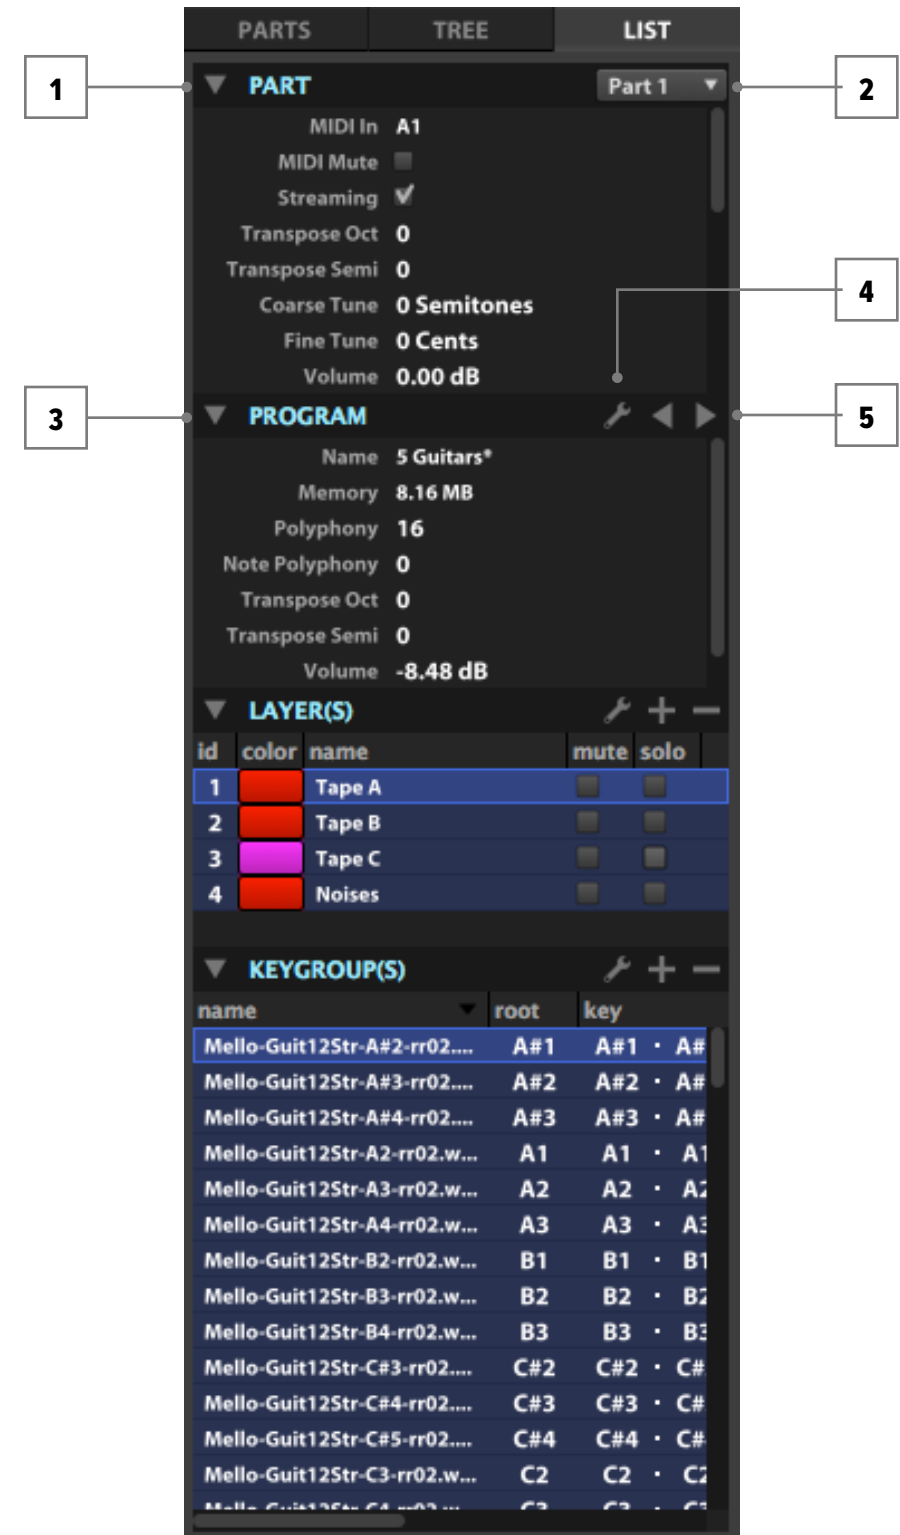 PARTS TREE LIST
1 PART Part 1 2
MIDI In A1
MIDI Mute
Streaming
Transpose Oct 0
Transpose Semi 0
4
Coarse Tune 0 Semitones
Fine Tune 0 Cents
Volume 0.00 dB
3 PROGRAM 5
Name 5 Guitars*
Memory 8.16 MB
Polyphony 16
Note Polyphony 0
Transpose Oct 0
Transpose Semi 0
Volume -8.48 dB
LAYER(S)
id color name mute solo
1 Tape A
2 Tape B
3 Tape C
4 Noises
KEYGROUP(S)
name root key
Mello-Guit12Str-A#2-rr02.... A#1 A#1 · A#
Mello-Guit12Str-A#3-rr02.... A#2 A#2 · A#
Mello-Guit12Str-A#4-rr02.... A#3 A#3 · A#
Mello-Guit12Str-A2-rr02.w... A1 A1 · A1
Mello-Guit12Str-A3-rr02.w... A2 A2 · A2
Mello-Guit12Str-A4-rr02.w... A3 A3 · A3
Mello-Guit12Str-B2-rr02.w... B1 B1 · B1
Mello-Guit12Str-B3-rr02.w... B2 B2 · B2
Mello-Guit12Str-B4-rr02.w... B3 B3 · B3
Mello-Guit12Str-C#3-rr02.... C#2 C#2 · C#
Mello-Guit12Str-C#4-rr02.... C#3 C#3 · C#
Mello-Guit12Str-C#5-rr02.... C#4 C#4 · C#
Mello-Guit12Str-C3-rr02.w... C2 C2 · C2